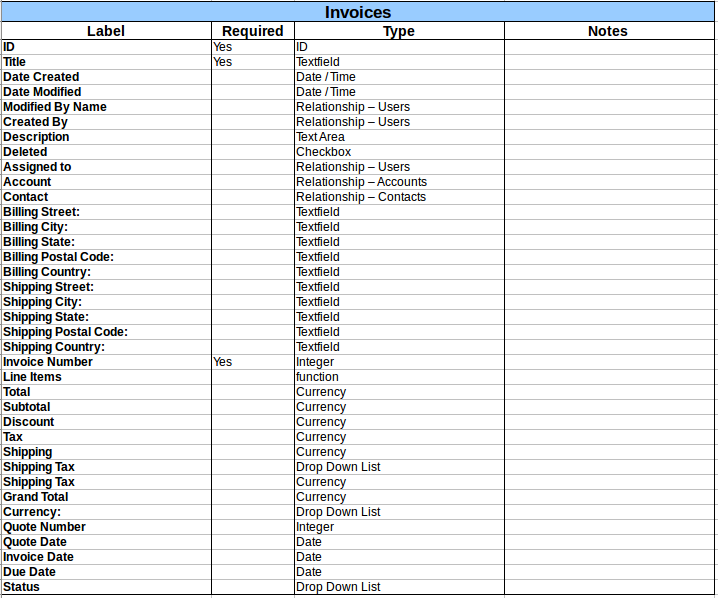 Invoices
Label Required Type Notes
ID Yes ID
Title Yes Textfield
Date Created Date / Time
Date Modified Date / Time
Modified By Name Relationship – Users
Created By Relationship – Users
Description Text Area
Deleted Checkbox
Assigned to Relationship – Users
Account Relationship – Accounts
Contact Relationship – Contacts
Billing Street: Textfield
Billing City: Textfield
Billing State: Textfield
Billing Postal Code: Textfield
Billing Country: Textfield
Shipping Street: Textfield
Shipping City: Textfield
Shipping State: Textfield
Shipping Postal Code: Textfield
Shipping Country: Textfield
Invoice Number Yes Integer
Line Items function
Total Currency
Subtotal Currency
Discount Currency
Tax Currency
Shipping Currency
Shipping Tax Drop Down List
Shipping Tax Currency
Grand Total Currency
Currency: Drop Down List
Quote Number Integer
Quote Date Date
Invoice Date Date
Due Date Date
Status Drop Down List